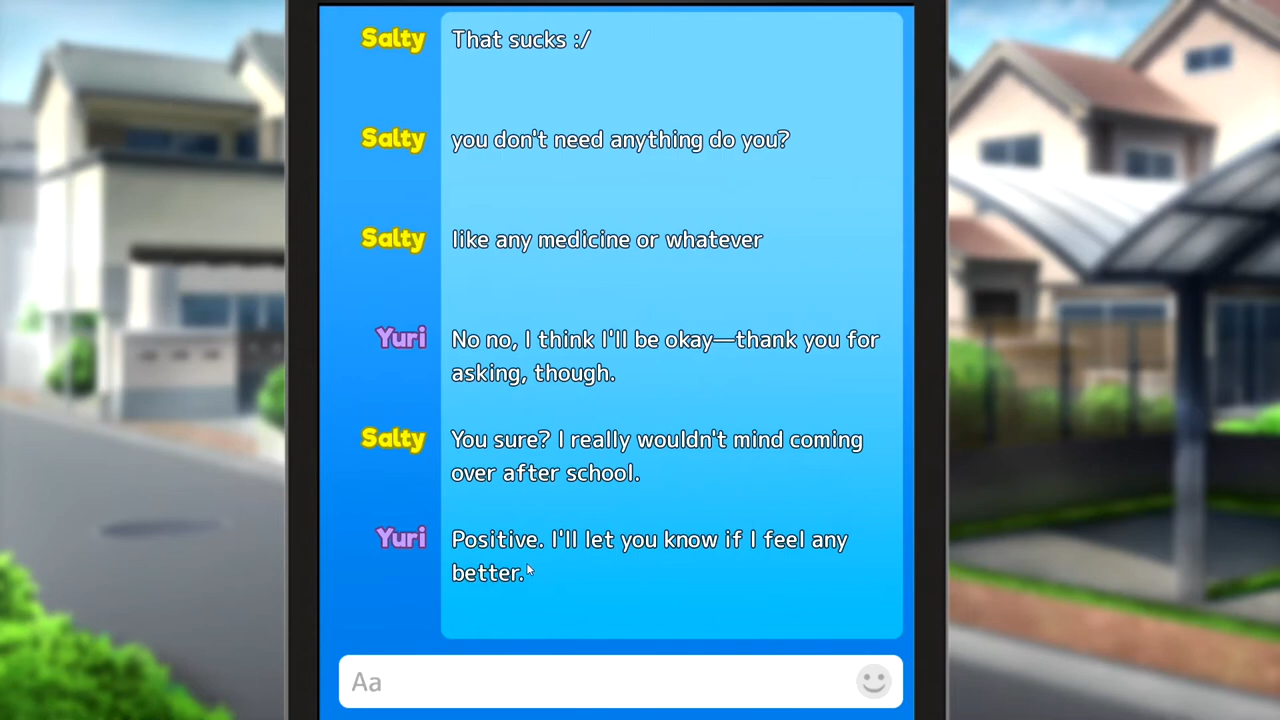 Salty That sucks :/
Salty you don't need anything do you?
Salty like any medicine or whatever
Yuri No no, I think I'll be okay—thank you for
asking, though.
Salty You sure? I really wouldn't mind coming
over after school.
Yuri Positive. I'll let you know if I feel any
better.
Aa